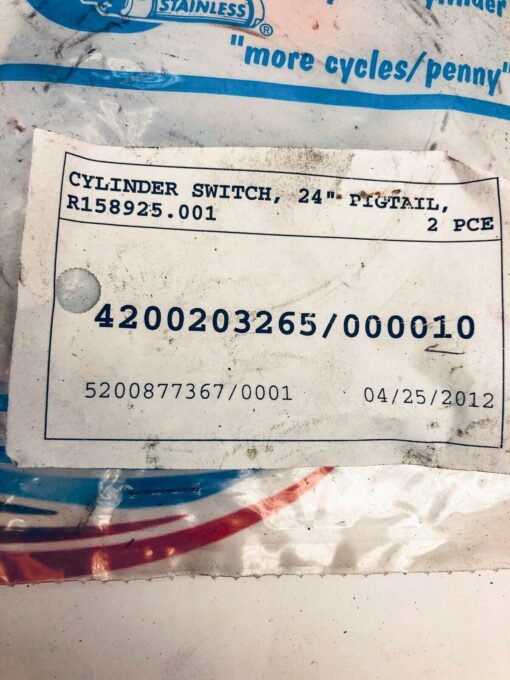 STAINLESS
®
"more cycles/penny"
CYLINDER SWITCH, 24" PIGTAIL,
R158925.001
2 PCE
4200203265/000010
5200877367/0001 04/25/2012